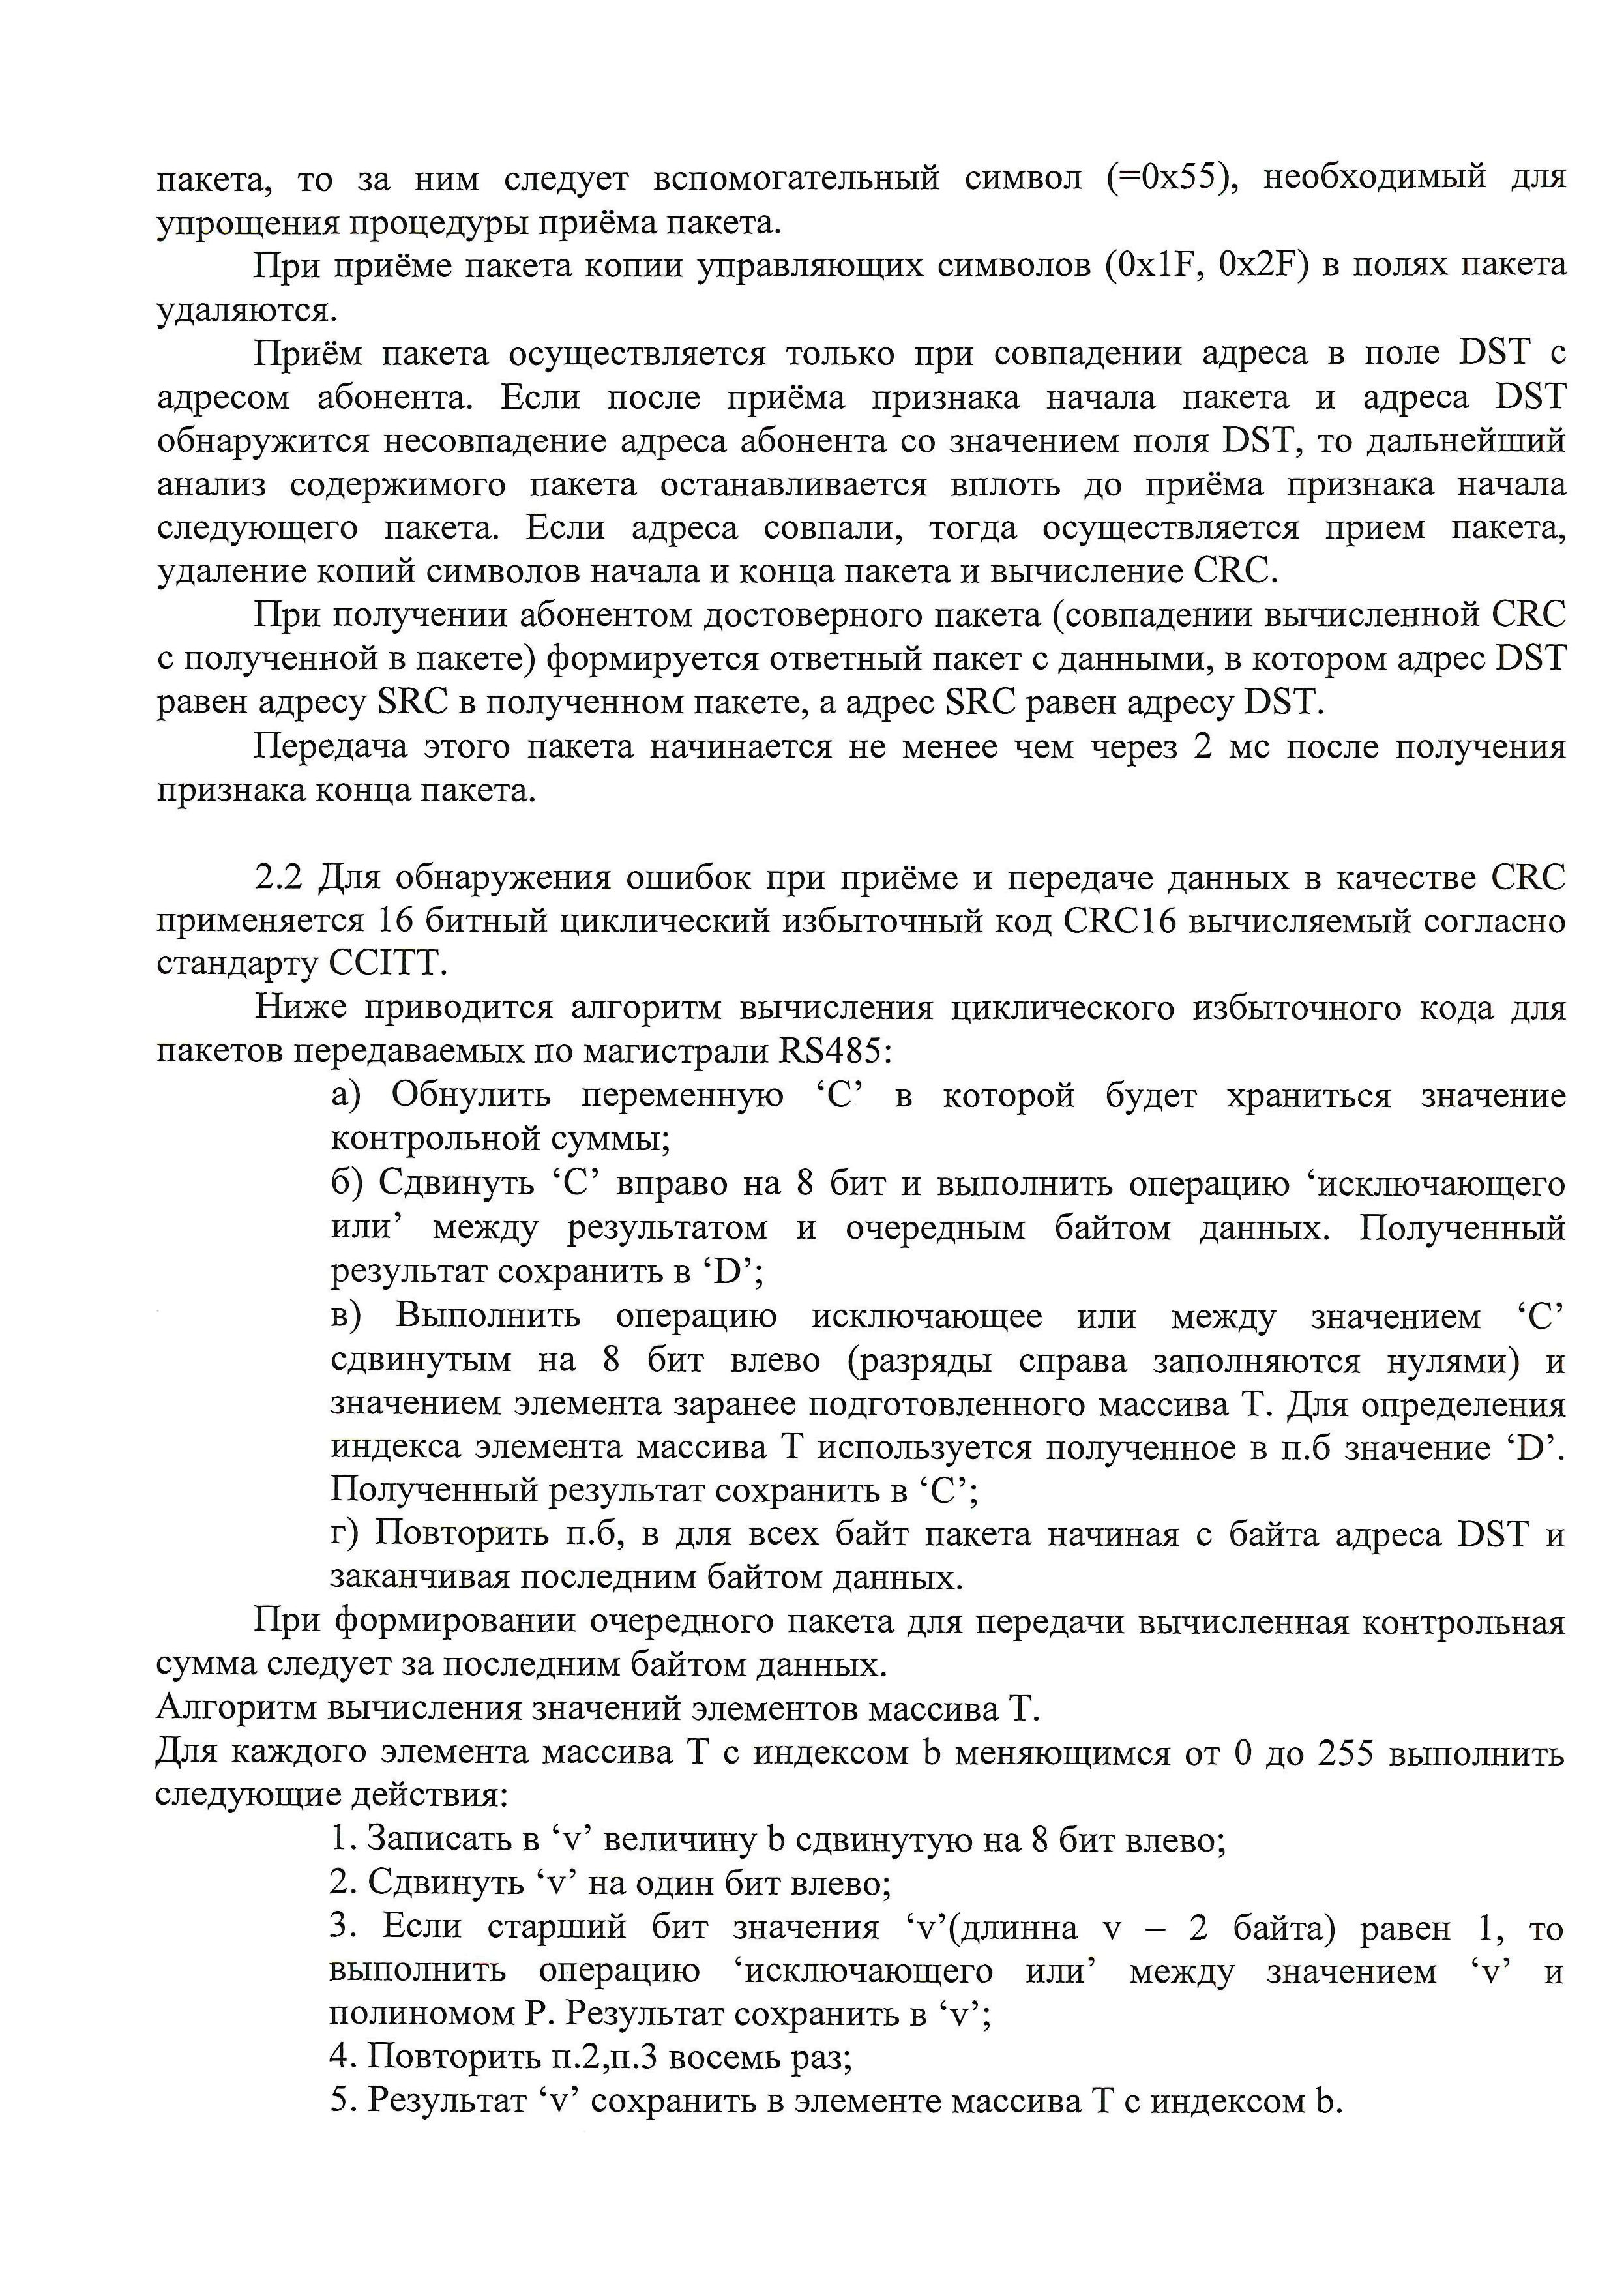 пакета, то за ним следует вспомогательный символ (=0x55), необходимый для
упрощения процедуры приёма пакета.
При приёме пакета копии управляющих символов (0x1F, 0x2F) в полях пакета
удаляются.
Приём пакета осуществляется только при совпадении адреса в поле DST с
адресом абонента. Если после приёма признака начала пакета и адреса DST
обнаружится несовпадение адреса абонента со значением поля DST, то дальнейший
анализ содержимого пакета останавливается вплоть до приёма признака начала
следующего пакета. Если адреса совпали, тогда осуществляется прием пакета,
удаление копий символов начала и конца пакета и вычисление CRC.
При получении абонентом достоверного пакета (совпадении вычисленной CRC
с полученной в пакете) формируется ответный пакет с данными, в котором адрес DST
равен адресу SRC в полученном пакете, а адрес SRC равен адресу DST.
Передача этого пакета начинается не менее чем через 2 мс после получения
признака конца пакета.
2.2 Для обнаружения ошибок при приёме и передаче данных в качестве CRC
применяется 16 битный циклический избыточный код CRC16 вычисляемый согласно
стандарту CCITT.
Ниже приводится алгоритм вычисления циклического избыточного кода для
пакетов передаваемых по магистрали RS485:
а) Обнулить переменную ‘С’ в которой будет храниться значение
контрольной суммы;
б) Сдвинуть ‘С’ вправо на 8 бит и выполнить операцию ‘исключающего
или’ между результатом и очередным байтом данных. Полученный
результат сохранить в ‘D’;
в) Выполнить операцию исключающее или между значением ‘С’
сдвинутым на 8 бит влево (разряды справа заполняются нулями) и
значением элемента заранее подготовленного массива Т. Для определения
индекса элемента массива Т используется полученное в п.б значение ‘D’.
Полученный результат сохранить в ‘С’;
г) Повторить п.б, в для всех байт пакета начиная с байта адреса DST и
заканчивая последним байтом данных.
При формировании очередного пакета для передачи вычисленная контрольная
сумма следует за последним байтом данных.
Алгоритм вычисления значений элементов массива Т.
Для каждого элемента массива Т с индексом b меняющимся от 0 до 255 выполнить
следующие действия:
1. Записать в ‘v’ величину b сдвинутую на 8 бит влево;
2. Сдвинуть ‘v’ на один бит влево;
3. Если старший бит значения ‘v’(длинна v – 2 байта) равен 1, то
выполнить операцию ‘исключающего или’ между значением ‘v’ и
полиномом Р. Результат сохранить в ‘v’;
4. Повторить п.2,п.3 восемь раз;
5. Результат ‘v’ сохранить в элементе массива Т с индексом b.